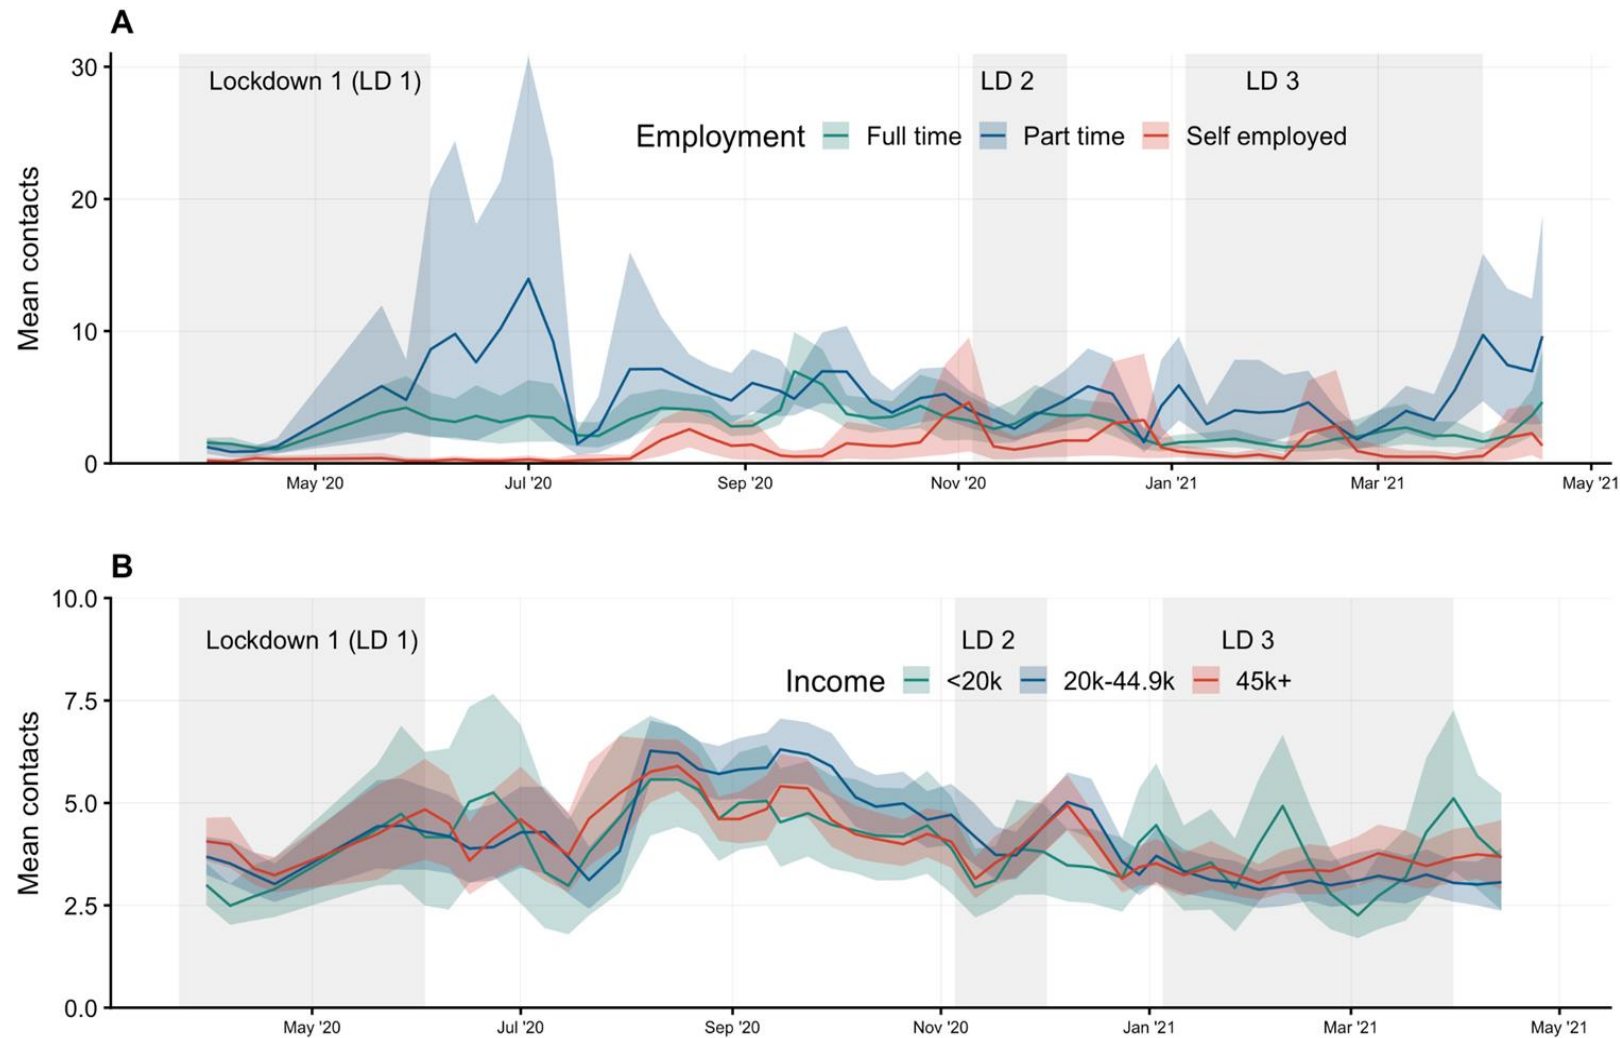 A
Mean contacts
30
20
10
0
Lockdown 1 (LD 1)
LD 2
LD 3
Employment Full time Part time Self employed
May '20 Jul '20 Sep '20 Nov '20 Jan '21 Mar '21 May '21
B
Mean contacts
10.0
7.5
5.0
2.5
0.0
Lockdown 1 (LD 1)
LD 2
LD 3
Income <20k 20k-44.9k 45k+
May '20 Jul '20 Sep '20 Nov '20 Jan '21 Mar '21 May '21